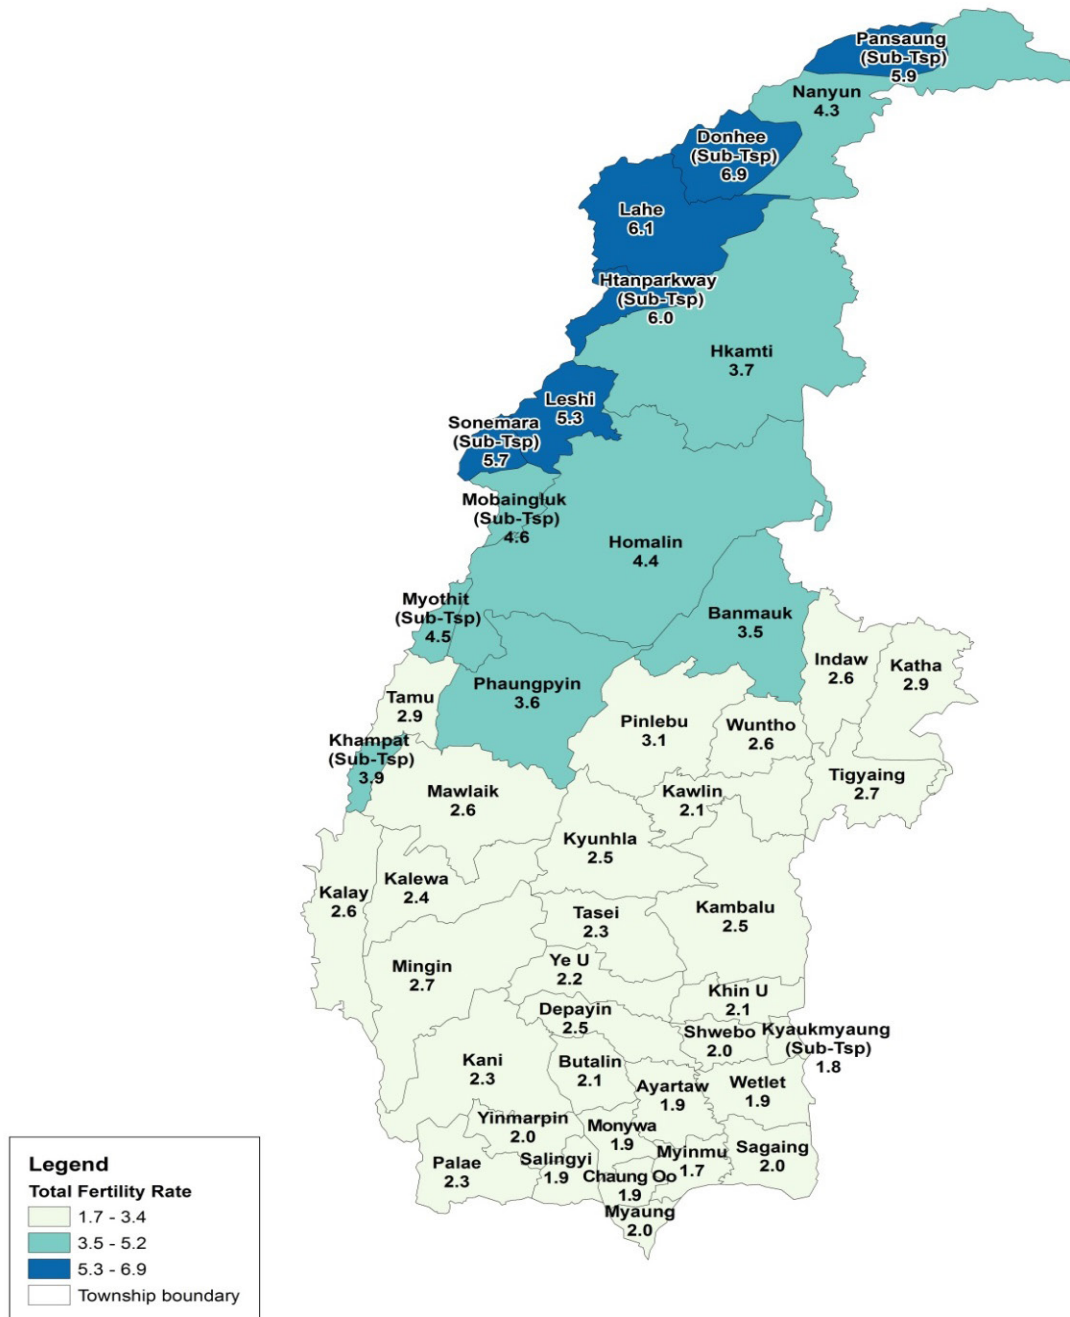 Pansaung
(Sub-Tsp)
5.9
Nanyun
4.3
Donhee
(Sub-Tsp)
6.9
Lahe
6.1
Htanparkway
(Sub-Tsp)
6.0
Hkamti
3.7
Leshi
5.3
Sonemara
(Sub-Tsp)
5.7
Mobaingluk
(Sub-Tsp)
4.6
Homalin
4.4
Myothit
(Sub-Tsp)
4.5
Banmauk
3.5
Indaw
2.6
Katha
2.9
Phaungpyin
3.6
Tamu
2.9
Pinlebu
3.1
Wuntho
2.6
Khampat
(Sub-Tsp)
3.9
Tigyaing
2.7
Mawlaik
2.6
Kawlin
2.1
Kyunhla
2.5
Kalay
2.6
Kalewa
2.4
Tasei
2.3
Kambalu
2.5
Mingin
2.7
Ye U
2.2
Khin U
2.1
Depayin
2.5
Shwebo
2.0
Kyaukmyaung
(Sub-Tsp)
1.8
Kani
2.3
Butalin
2.1
Ayartaw
1.9
Wetlet
1.9
Yinmarpin
2.0
Monywa
1.9
Myinmu
1.7
Sagaing
2.0
Palae
2.3
Salingyi
1.9
Chaung Oo
1.9
Myaung
2.0
Legend
Total Fertility Rate
1.7 - 3.4
3.5 - 5.2
5.3 - 6.9
Township boundary